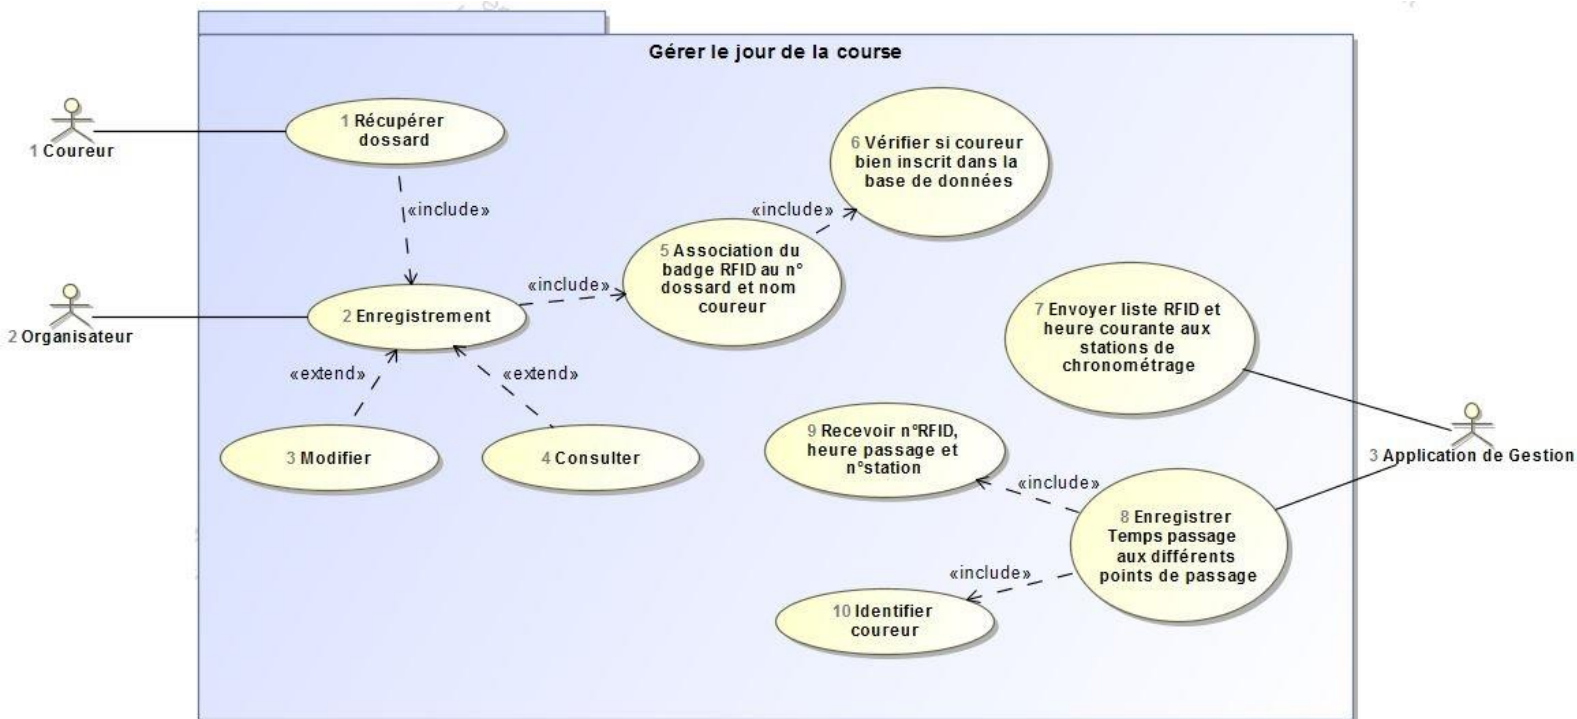 Gérer le jour de la course
1 Récupérer
dossard
1 Coureur
6 Vérifier si coureur
bien inscrit dans la
base de données
«include»
«include»
5 Association du
badge RFID au n°
dossard et nom
coureur
«include»
2 Enregistrement
2 Organisateur
7 Envoyer liste RFID et
heure courante aux
stations de
chronométrage
«extend»
«extend»
3 Modifier
4 Consulter
9 Recevoir n°RFID,
heure passage et
n°station
3 Application de Gestion
«include»
8 Enregistrer
Temps passage
aux différents
points de passage
«include»
10 Identifier
coureur